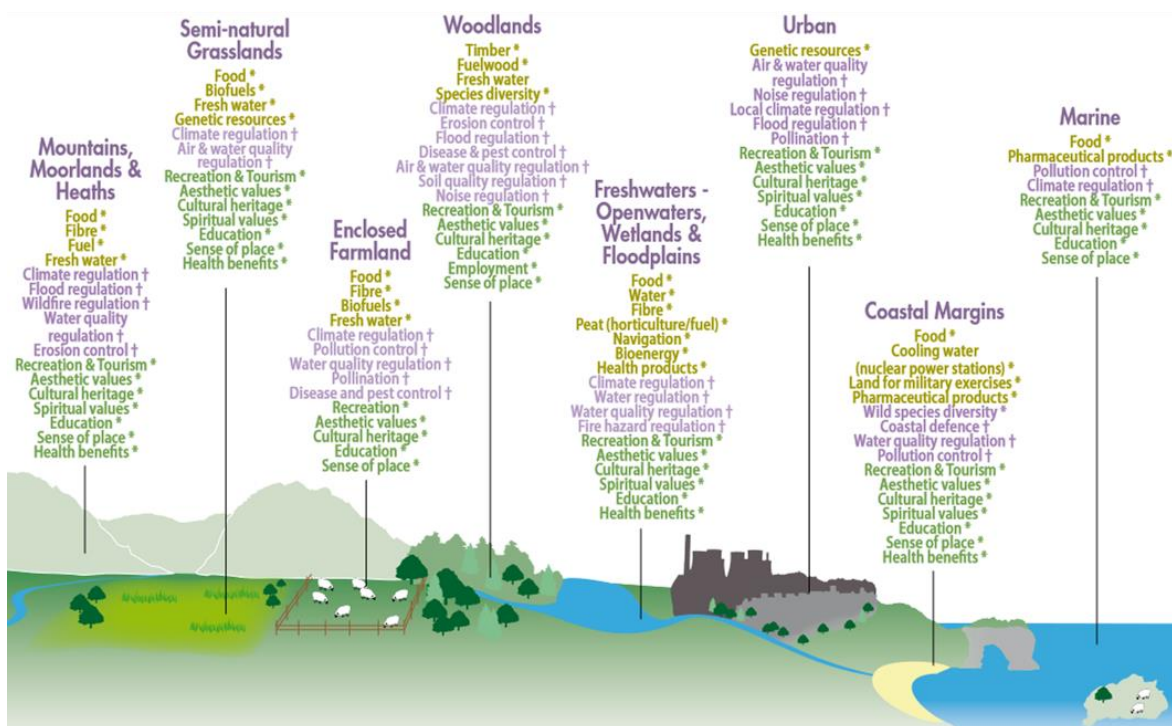 Mountains,
Moorlands &
Heaths
Food *
Fibre *
Fuel *
Fresh water *
Climate regulation †
Flood regulation †
Wildfire regulation †
Water quality
regulation †
Erosion control †
Recreation & Tourism *
Aesthetic values *
Cultural heritage *
Spiritual values *
Education *
Sense of place *
Health benefits *
Semi-natural
Grasslands
Food *
Biofuels *
Fresh water *
Genetic resources *
Climate regulation †
Air & water quality
regulation †
Recreation & Tourism *
Aesthetic values *
Cultural heritage *
Spiritual values *
Education *
Sense of place *
Health benefits *
Enclosed
Farmland
Food *
Fibre *
Biofuels *
Fresh water *
Climate regulation †
Pollution control †
Water quality regulation †
Pollination †
Disease and pest control †
Recreation *
Aesthetic values *
Cultural heritage *
Education *
Sense of place *
Woodlands
Timber *
Fuelwood *
Fresh water
Species diversity *
Climate regulation †
Erosion control †
Flood regulation †
Disease & pest control †
Air & water quality regulation †
Soil quality regulation †
Noise regulation †
Recreation & Tourism *
Aesthetic values *
Cultural heritage *
Education *
Employment *
Sense of place *
Freshwaters -
Openwaters,
Wetlands &
Floodplains
Food *
Water *
Fibre *
Peat (horticulture/fuel) *
Navigation *
Bioenergy *
Health products *
Climate regulation †
Water regulation †
Water quality regulation †
Fire hazard regulation †
Recreation & Tourism *
Aesthetic values *
Cultural heritage *
Spiritual values *
Education *
Health benefits *
Urban
Genetic resources *
Air & water quality
regulation †
Noise regulation †
Local climate regulation †
Flood regulation †
Pollination †
Recreation & Tourism *
Aesthetic values *
Cultural heritage *
Spiritual values *
Education *
Sense of place *
Health benefits *
Coastal Margins
Food *
Cooling water
(nuclear power stations) *
Land for military exercises *
Pharmaceutical products *
Wild species diversity *
Coastal defence †
Water quality regulation †
Pollution control †
Recreation & Tourism *
Aesthetic values *
Cultural heritage *
Spiritual values *
Education *
Sense of place *
Health benefits *
Marine
Food *
Pharmaceutical products *
Pollution control †
Climate regulation †
Recreation & Tourism *
Aesthetic values *
Cultural heritage *
Education *
Sense of place *